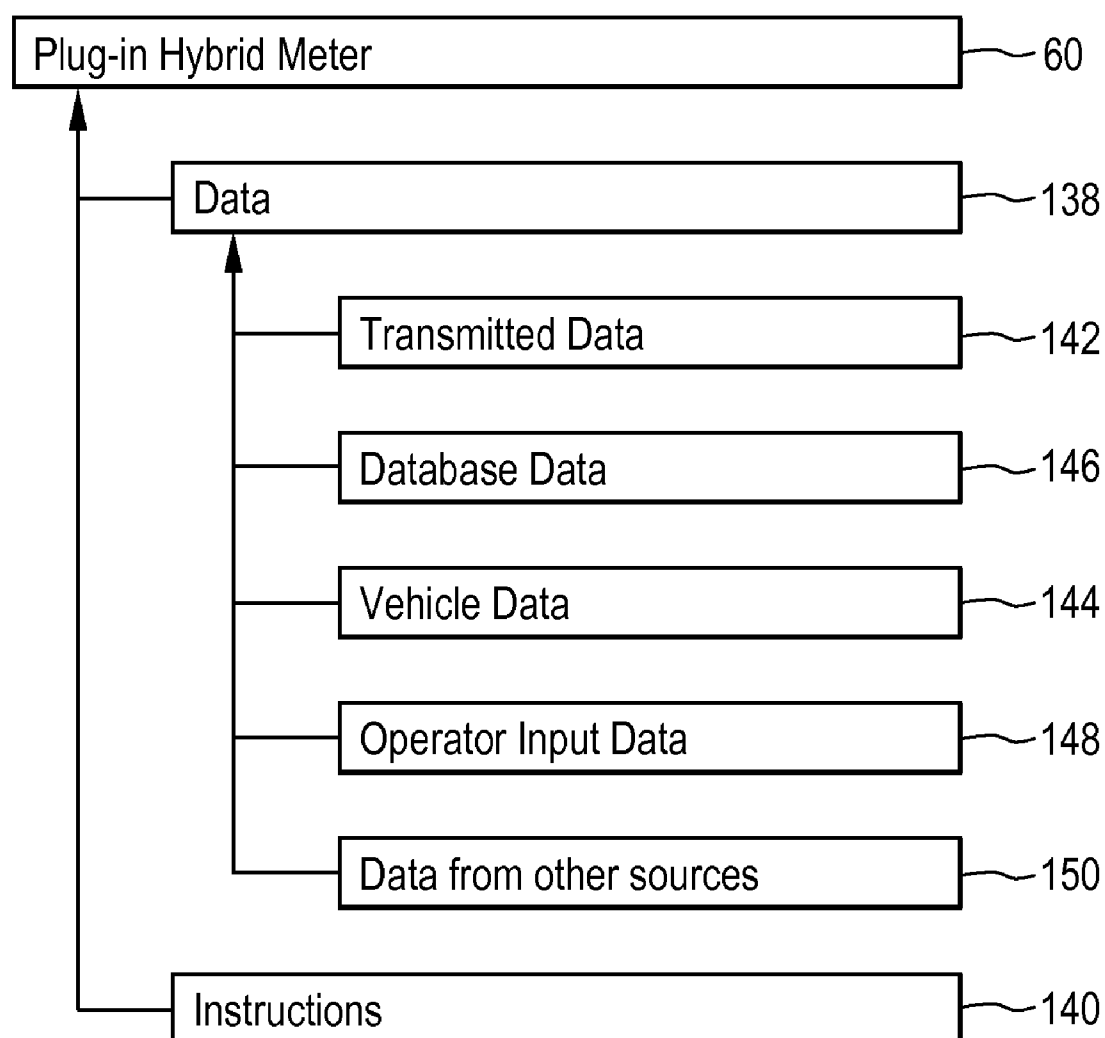 Plug-in Hybrid Meter 60
Data 138
Transmitted Data 142
Database Data 146
Vehicle Data 144
Operator Input Data 148
Data from other sources 150
Instructions 140